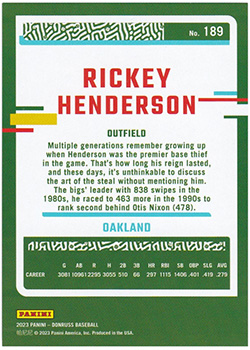 No. 189
RICKEY
HENDERSON
OUTFIELD
Multiple generations remember growing up
when Henderson was the premier base thief
in the game. That's how long his reign lasted,
and these days, it's unthinkable to discuss
the art of the steal without mentioning him.
The bigs' leader with 838 swipes in the
1980s, he raced to 463 more in the 1990s to
rank second behind Otis Nixon (478).
OAKLAND
G AB R H 2B 3B HR RBI SB SLG AVG
CAREER 3081 10961 2295 3055 510 66 297 1115 1406 .401 .419 .279
PANINI
2023 PANINI - DONRUSS BASEBALL
© 2023 Panini America, Inc. Produced in the USA.